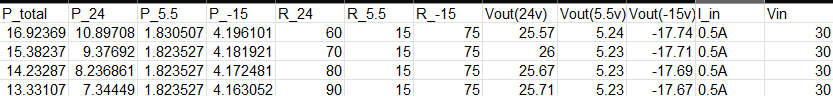 P_total P_24 P_5.5 P_-15 R_24 R_5.5 R_-15 Vout(24v) Vout(5.5v) Vout(-15v) I_in Vin
16.92369 10.89708 1.830507 4.196101 60 15 75 25.57 5.24 -17.74 0.5A 30
15.38237 9.37692 1.823527 4.181921 70 15 75 26 5.23 -17.71 0.5A 30
14.23287 8.236861 1.823527 4.172481 80 15 75 25.67 5.23 -17.69 0.5A 30
13.33107 7.34449 1.823527 4.163052 90 15 75 25.71 5.23 -17.67 0.5A 30